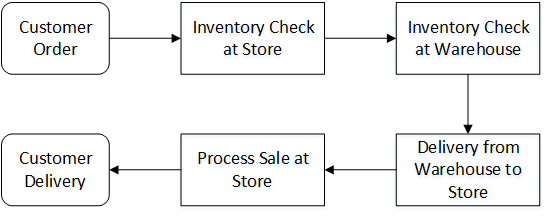 Customer
Order
Inventory Check
at Store
Inventory Check
at Warehouse
Delivery from
Warehouse to
Store
Process Sale at
Store
Customer
Delivery